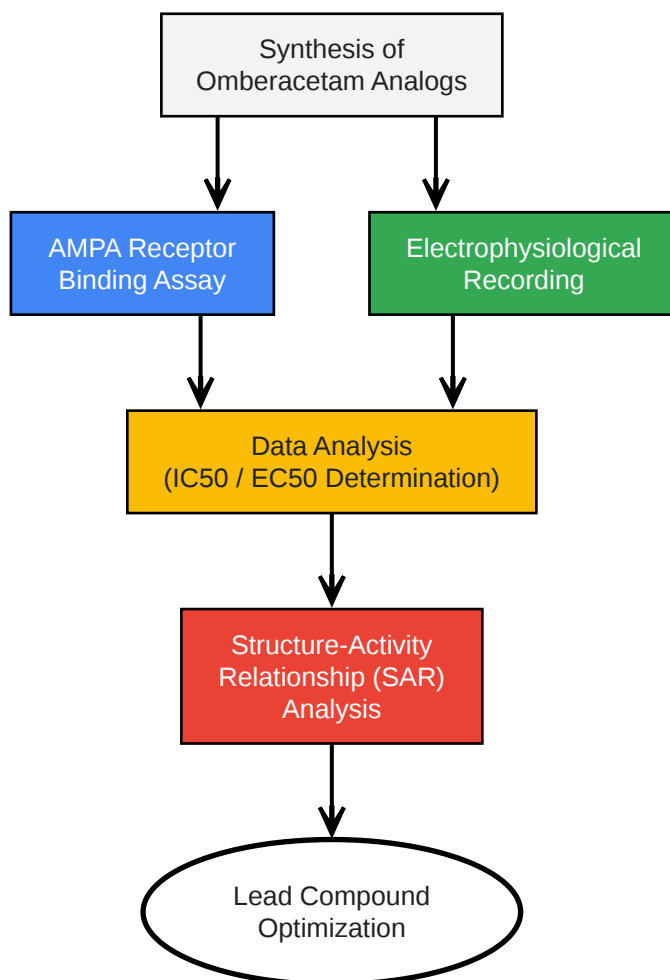 Synthesis of
Omberacetam Analogs
AMPA Receptor
Binding Assay
Electrophysiological
Recording
Data Analysis
(IC50 / EC50 Determination)
Structure-Activity
Relationship (SAR)
Analysis
Lead Compound
Optimization